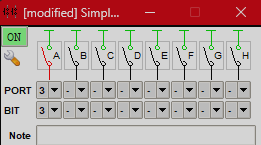 [modified] Simpl...
ON
A B C D E F G H
PORT 3 - - - - - - -
BIT 3 - - - - - - -
Note